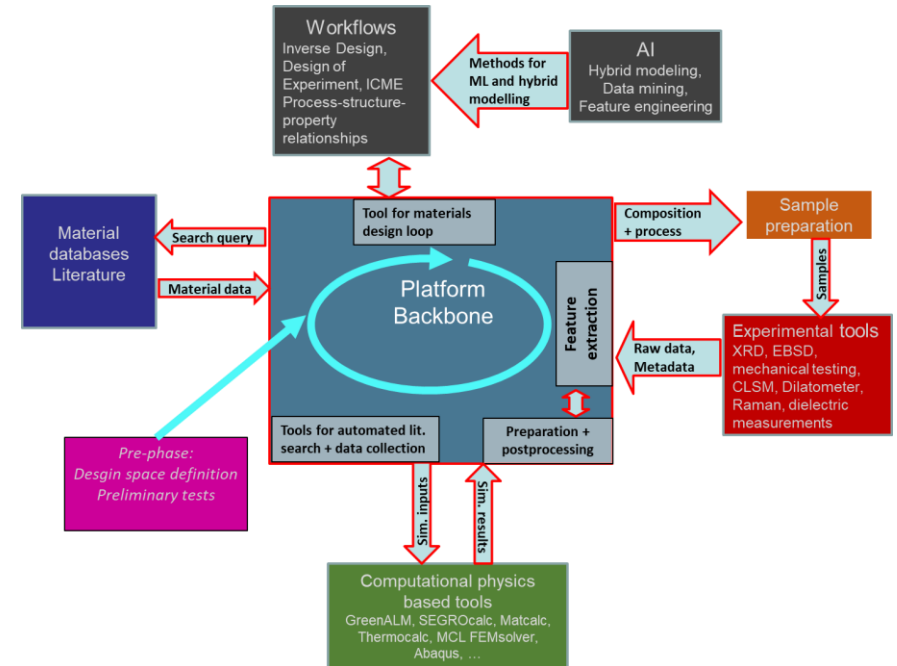 Workflows
Inverse Design,
Design of
Experiment, ICME
Process-structure-
property
relationships
Methods for
ML and hybrid
modelling
AI
Hybrid modeling,
Data mining,
Feature engineering
Material
databases
Literature
Search query
Material data
Tool for materials
design loop
Platform
Backbone
Feature
extraction
Tools for automated lit.
search + data collection
Preparation +
postprocessing
Composition
+ process
Sample
preparation
Samples
Experimental tools
XRD, EBSD,
mechanical testing,
CLSM, Dilatometer,
Raman, dielectric
measurements
Raw data,
Metadata
Pre-phase:
Desgin space definition
Preliminary tests
Sim. inputs
Sim. results
Computational physics
based tools
GreenALM, SEGROcalc, Matcalc,
Thermocalc, MCL FEMsolver,
Abaqus, ...